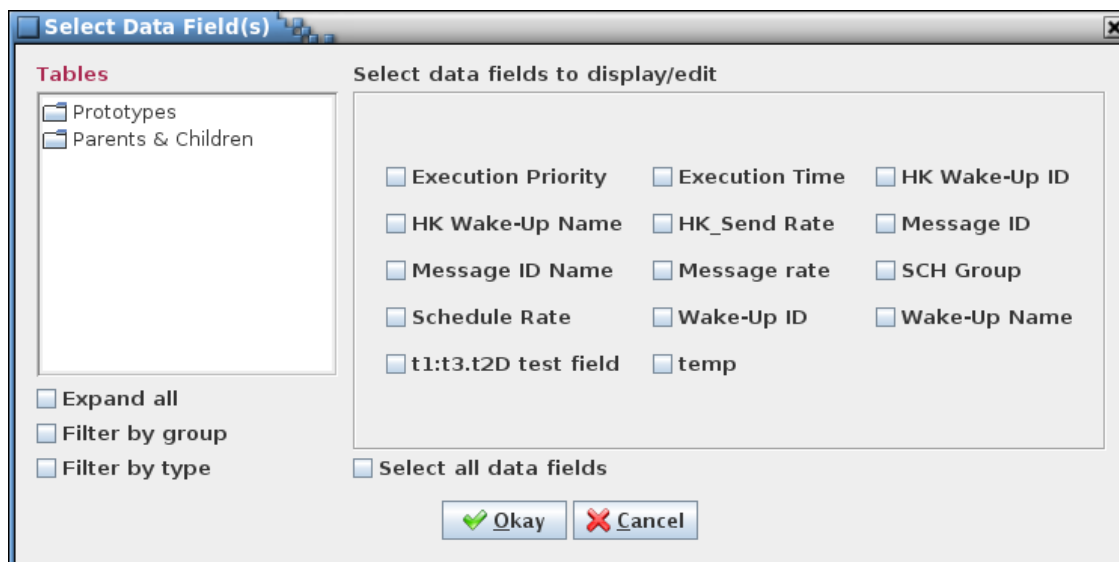 Select Data Field(s)
Tables
Prototypes
Parents & Children
Expand all
Filter by group
Filter by type
Select data fields to display/edit
Execution Priority Execution Time HK Wake-Up ID
HK Wake-Up Name HK_Send Rate Message ID
Message ID Name Message rate SCH Group
Schedule Rate Wake-Up ID Wake-Up Name
t1:t3.t2D test field temp
Select all data fields
Okay Cancel